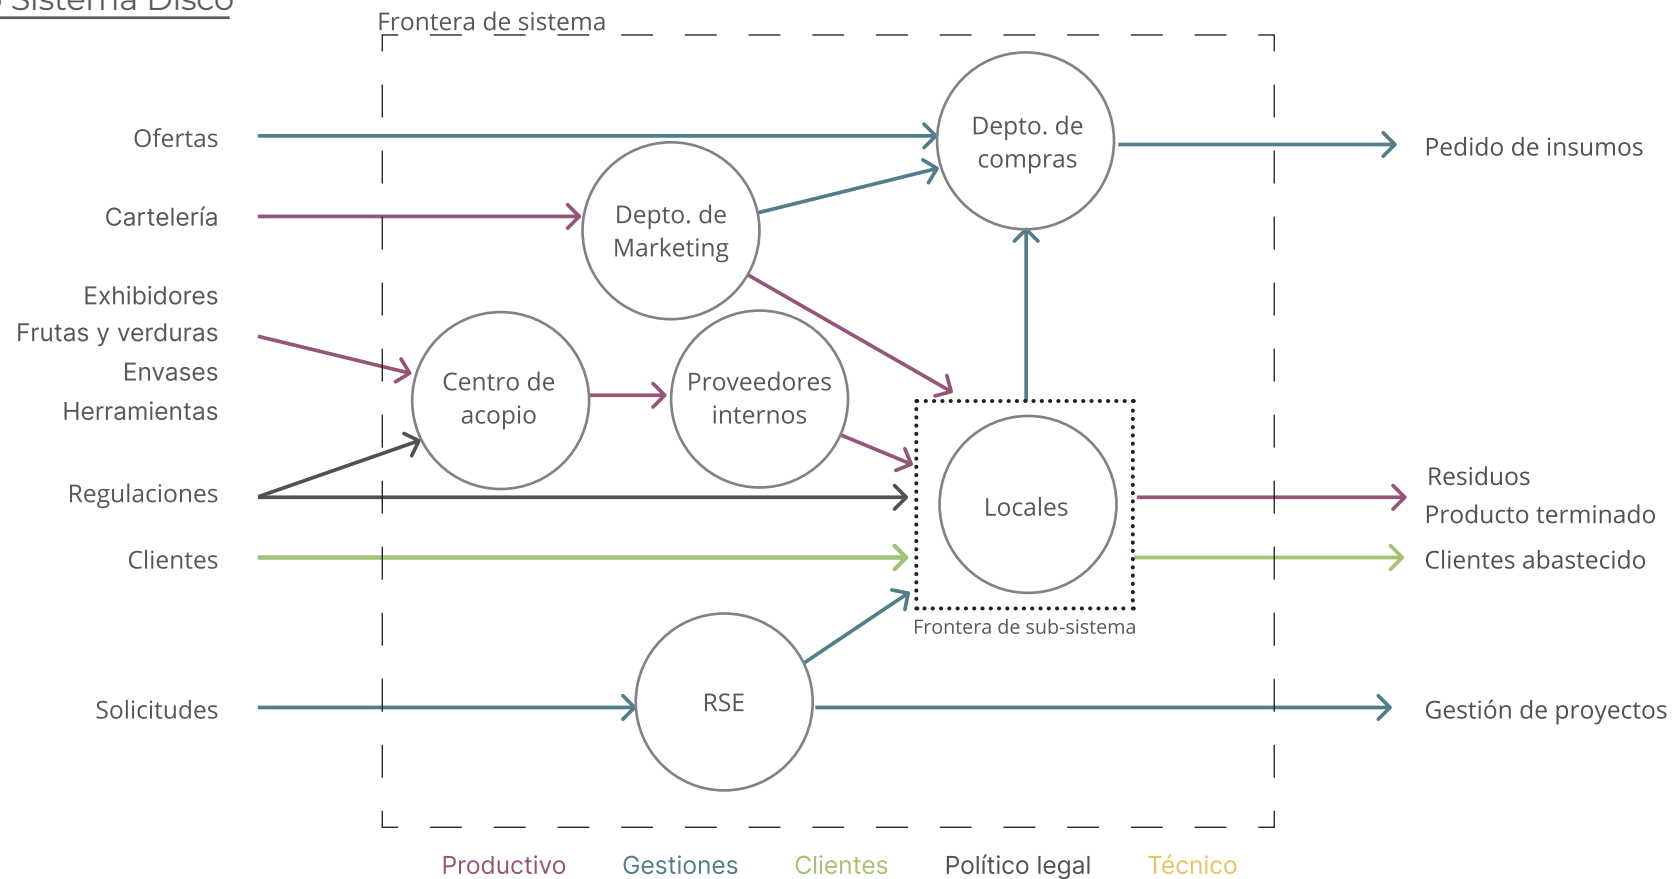 Sistema Disco
Frontera de sistema
Ofertas
Depto. de
compras
Pedido de insumos
Cartelería
Depto. de
Marketing
Exhibidores
Frutas y verduras
Envases
Herramientas
Centro de
acopio
Proveedores
internos
Regulaciones
Locales
Residuos
Producto terminado
Clientes
Clientes abastecido
Frontera de sub-sistema
Solicitudes
RSE
Gestión de proyectos
Productivo
Gestiones
Clientes
Político legal
Técnico